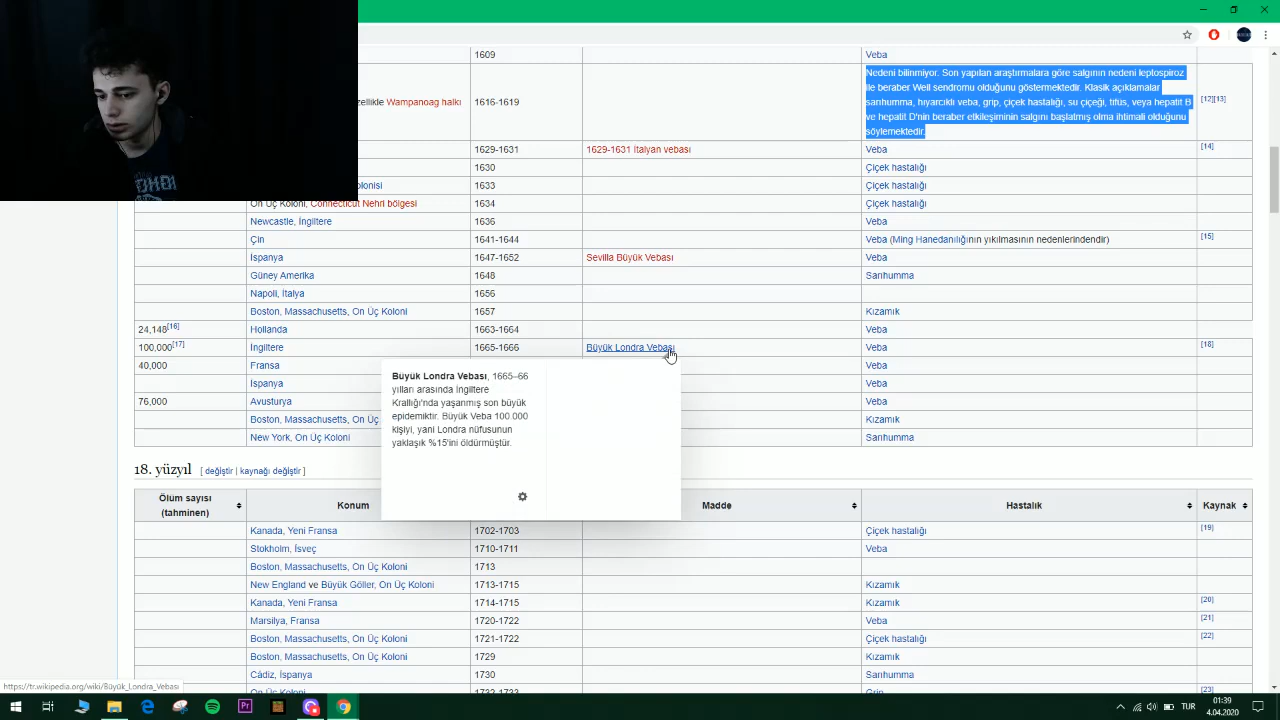 1609 Veba
zellikle Wampanoag halkı 1616-1619 Nedeni bilinmiyor. Son yapılan araştırmalara göre salgının nedeni leptospiroz
ile beraber Weil sendromu olduğunu göstermektedir. Klasik açıklamalar
sarıhumma, hıyarcıklı veba, grip, çiçek hastalığı, su çiçeği, tifüs, veya hepatit B
ve hepatit D'nin beraber etkileşiminin salgını başlatmış olma ihtimali olduğunu
söylemektedir.
[12][13]
1629-1631 1629-1631 İtalyan vebası Veba [14]
1630 Çiçek hastalığı
olonisi 1633 Çiçek hastalığı
On Üç Koloni, Connecticut Nehri bölgesi 1634 Çiçek hastalığı
Newcastle, İngiltere 1636 Veba
Çin 1641-1644 Veba (Ming Hanedanlığının yıkılmasının nedenlerindendir) [15]
İspanya 1647-1652 Sevilla Büyük Vebası Veba
Güney Amerika 1648 Sarıhumma
Napoli, İtalya 1656 Veba
Boston, Massachusetts, On Üç Koloni 1657 Kızamık
24,148[16] Hollanda 1663-1664 Veba
100,000[17] İngiltere 1665-1666 Büyük Londra Vebası Veba [18]
40,000 Fransa Veba
İspanya Veba
76,000 Avusturya Veba
Boston, Massachusetts, On Üç K Kızamık
New York, On Üç Koloni Sarıhumma
Büyük Londra Vebası, 1665–66
yılları arasında İngiltere
Krallığı'nda yaşanmış son büyük
epidemiktir. Büyük Veba 100 000
kişiyi, yani Londra nüfusunun
yaklaşık %15'ini öldürmüştür.
18. yüzyıl [ değiştir | kaynağı değiştir ]
Ölüm sayısı
(tahminen)
Konum Madde Hastalık Kaynak
Kanada, Yeni Fransa 1702-1703 Çiçek hastalığı [19]
Stokholm, İsveç 1710-1711 Veba
Boston, Massachusetts, On Üç Koloni 1713
New England ve Büyük Göller, On Üç Koloni 1713-1715 Kızamık
Kanada, Yeni Fransa 1714-1715 Kızamık [20]
Marsilya, Fransa 1720-1722 Veba [21]
Boston, Massachusetts, On Üç Koloni 1721-1722 Çiçek hastalığı [22]
Boston, Massachusetts, On Üç Koloni 1729 Kızamık
Cádiz, İspanya 1730 Sarıhumma
On Üç Koloni 1732-1733 Grip [23]
https://tr.wikipedia.org/wiki/Büyük_Londra_Vebası
TUR
01:39
4.04.2020